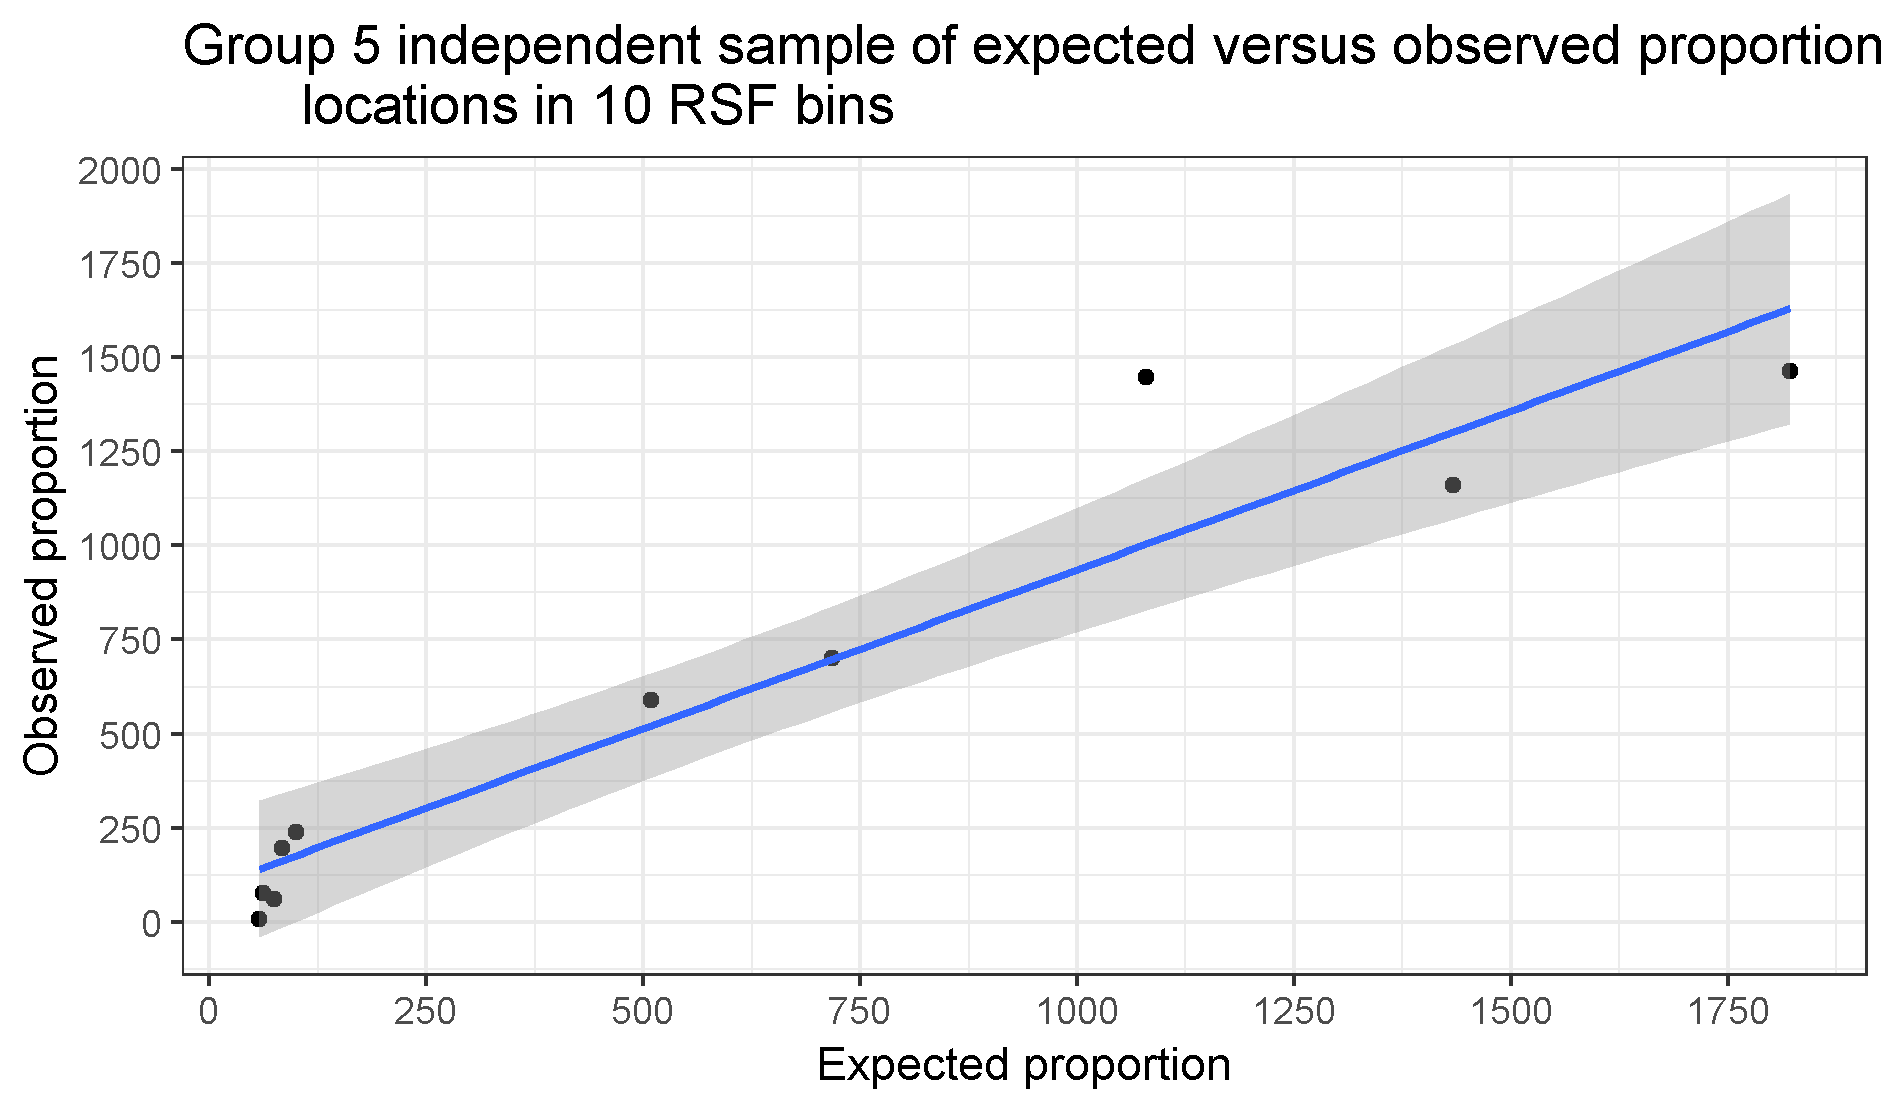 Group 5 independent sample of expected versus observed proportion
locations in 10 RSF bins
2000
1750
1500
1250
1000
750
500
250
0
Observed proportion
0 250 500 750 1000 1250 1500 1750
Expected proportion